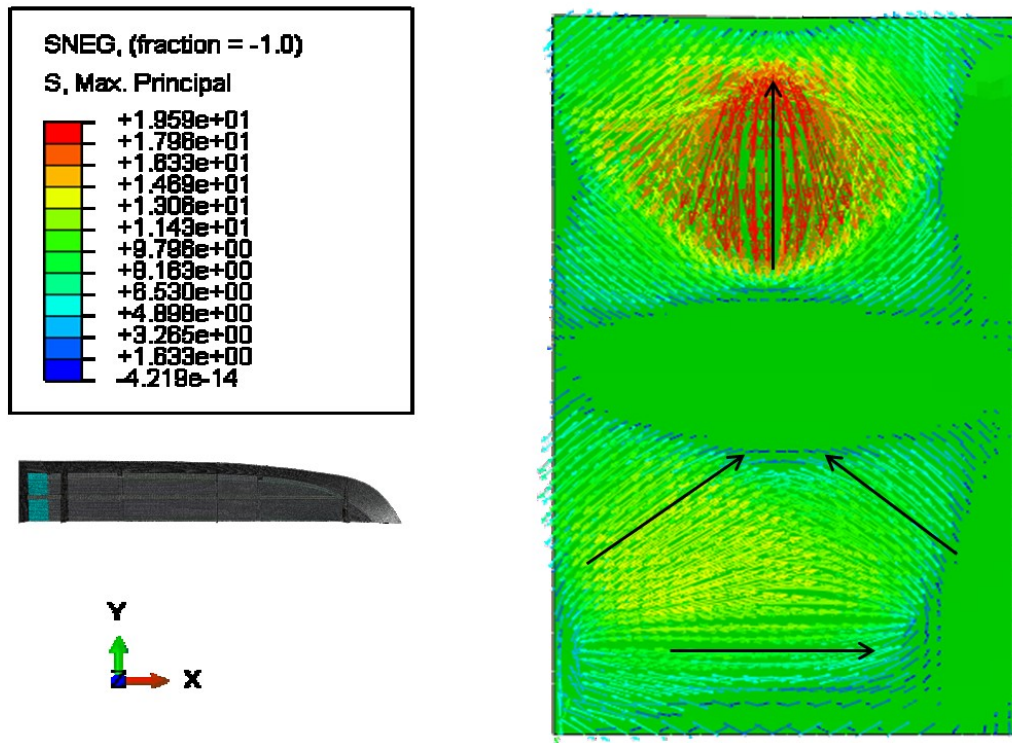 SNEG, (fraction = -1.0)
S, Max. Principal
+1.959e+01
+1.796e+01
+1.633e+01
+1.469e+01
+1.306e+01
+1.143e+01
+9.796e+00
+8.163e+00
+6.530e+00
+4.898e+00
+3.265e+00
+1.633e+00
-4.219e-14
Y
X